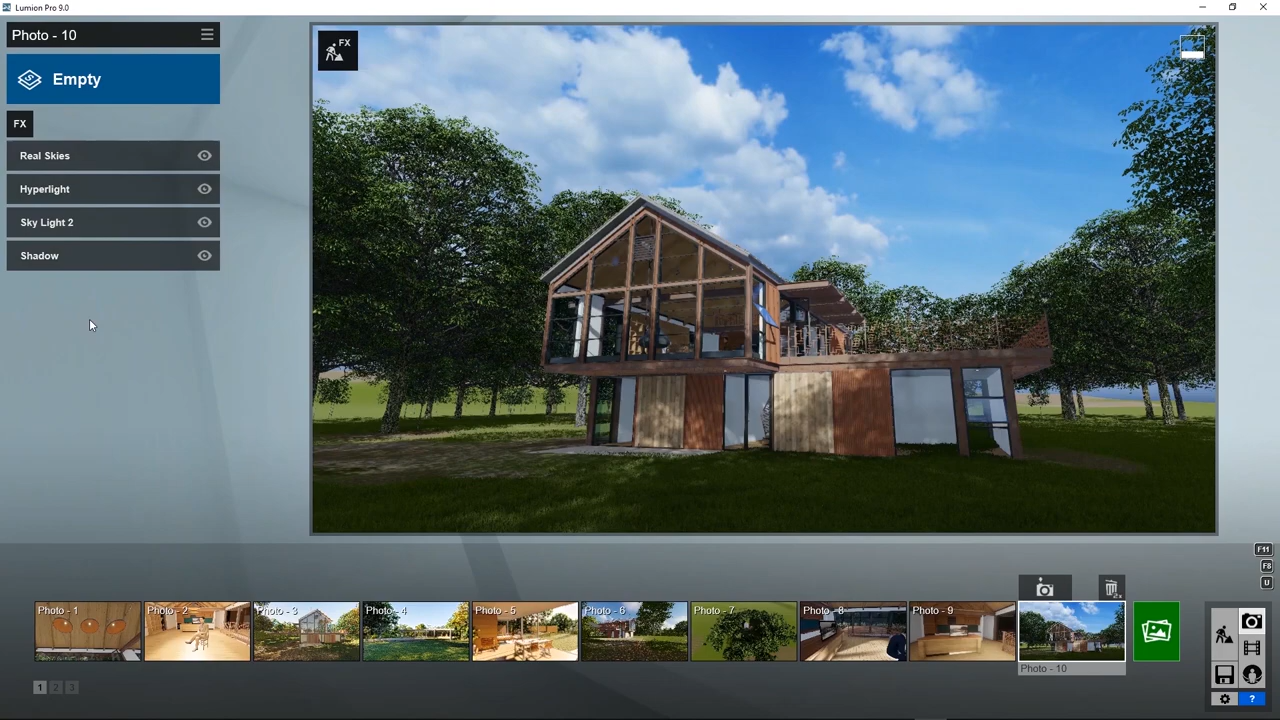 Lumion Pro 9.0
Photo - 10
Empty
FX
Real Skies
Hyperlight
Sky Light 2
Shadow
FX
F11
F8
U
Photo - 1
Photo - 2
Photo - 3
Photo - 4
Photo - 5
Photo - 6
Photo - 7
Photo - 8
Photo - 9
Photo - 10
1 2 3
?